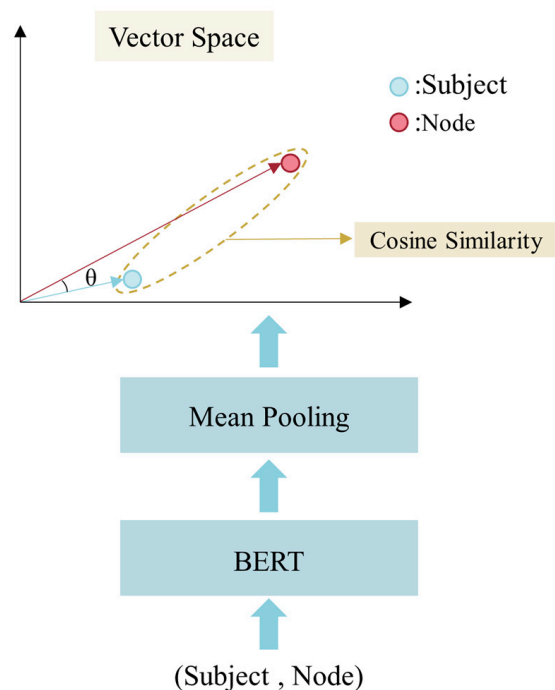 Vector Space
:Subject
:Node
Cosine Similarity
θ
Mean Pooling
BERT
(Subject , Node)